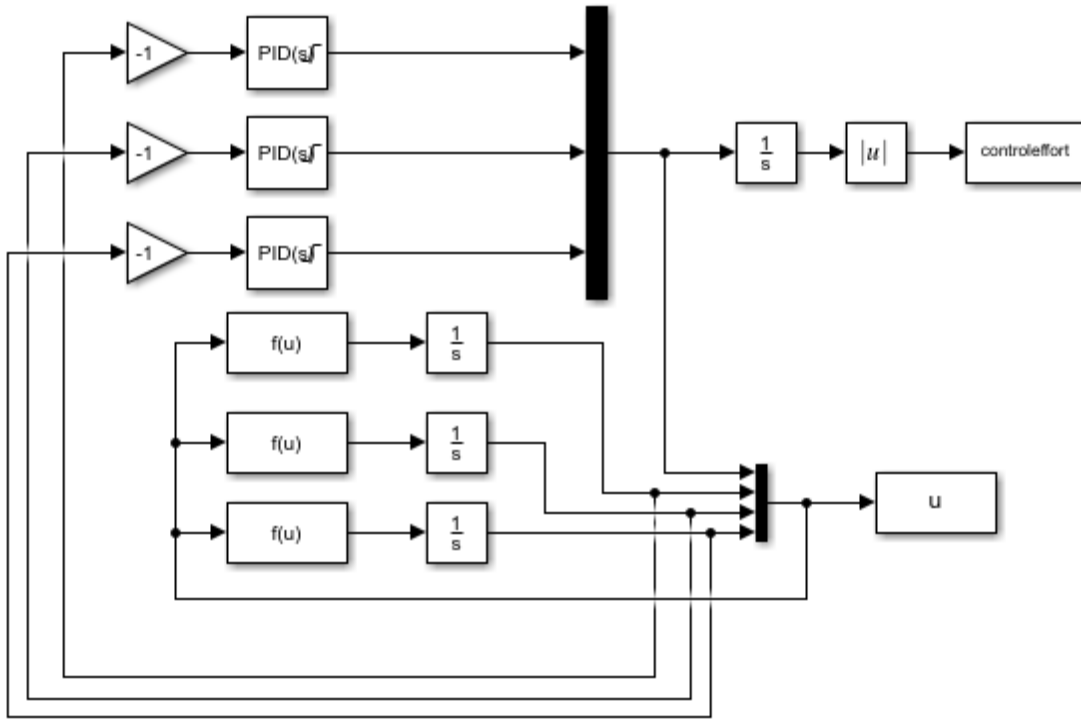 -1
PID(s)
-1
PID(s)
1
s
|u|
controleffort
-1
PID(s)
f(u)
1
s
f(u)
1
s
f(u)
1
s
u